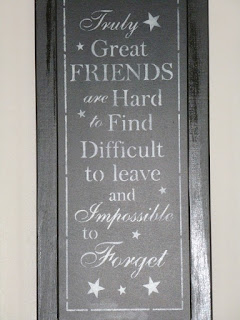 Truly
Great
FRIENDS
are Hard
to Find
Difficult
to leave
and
Impossible
to
Forget